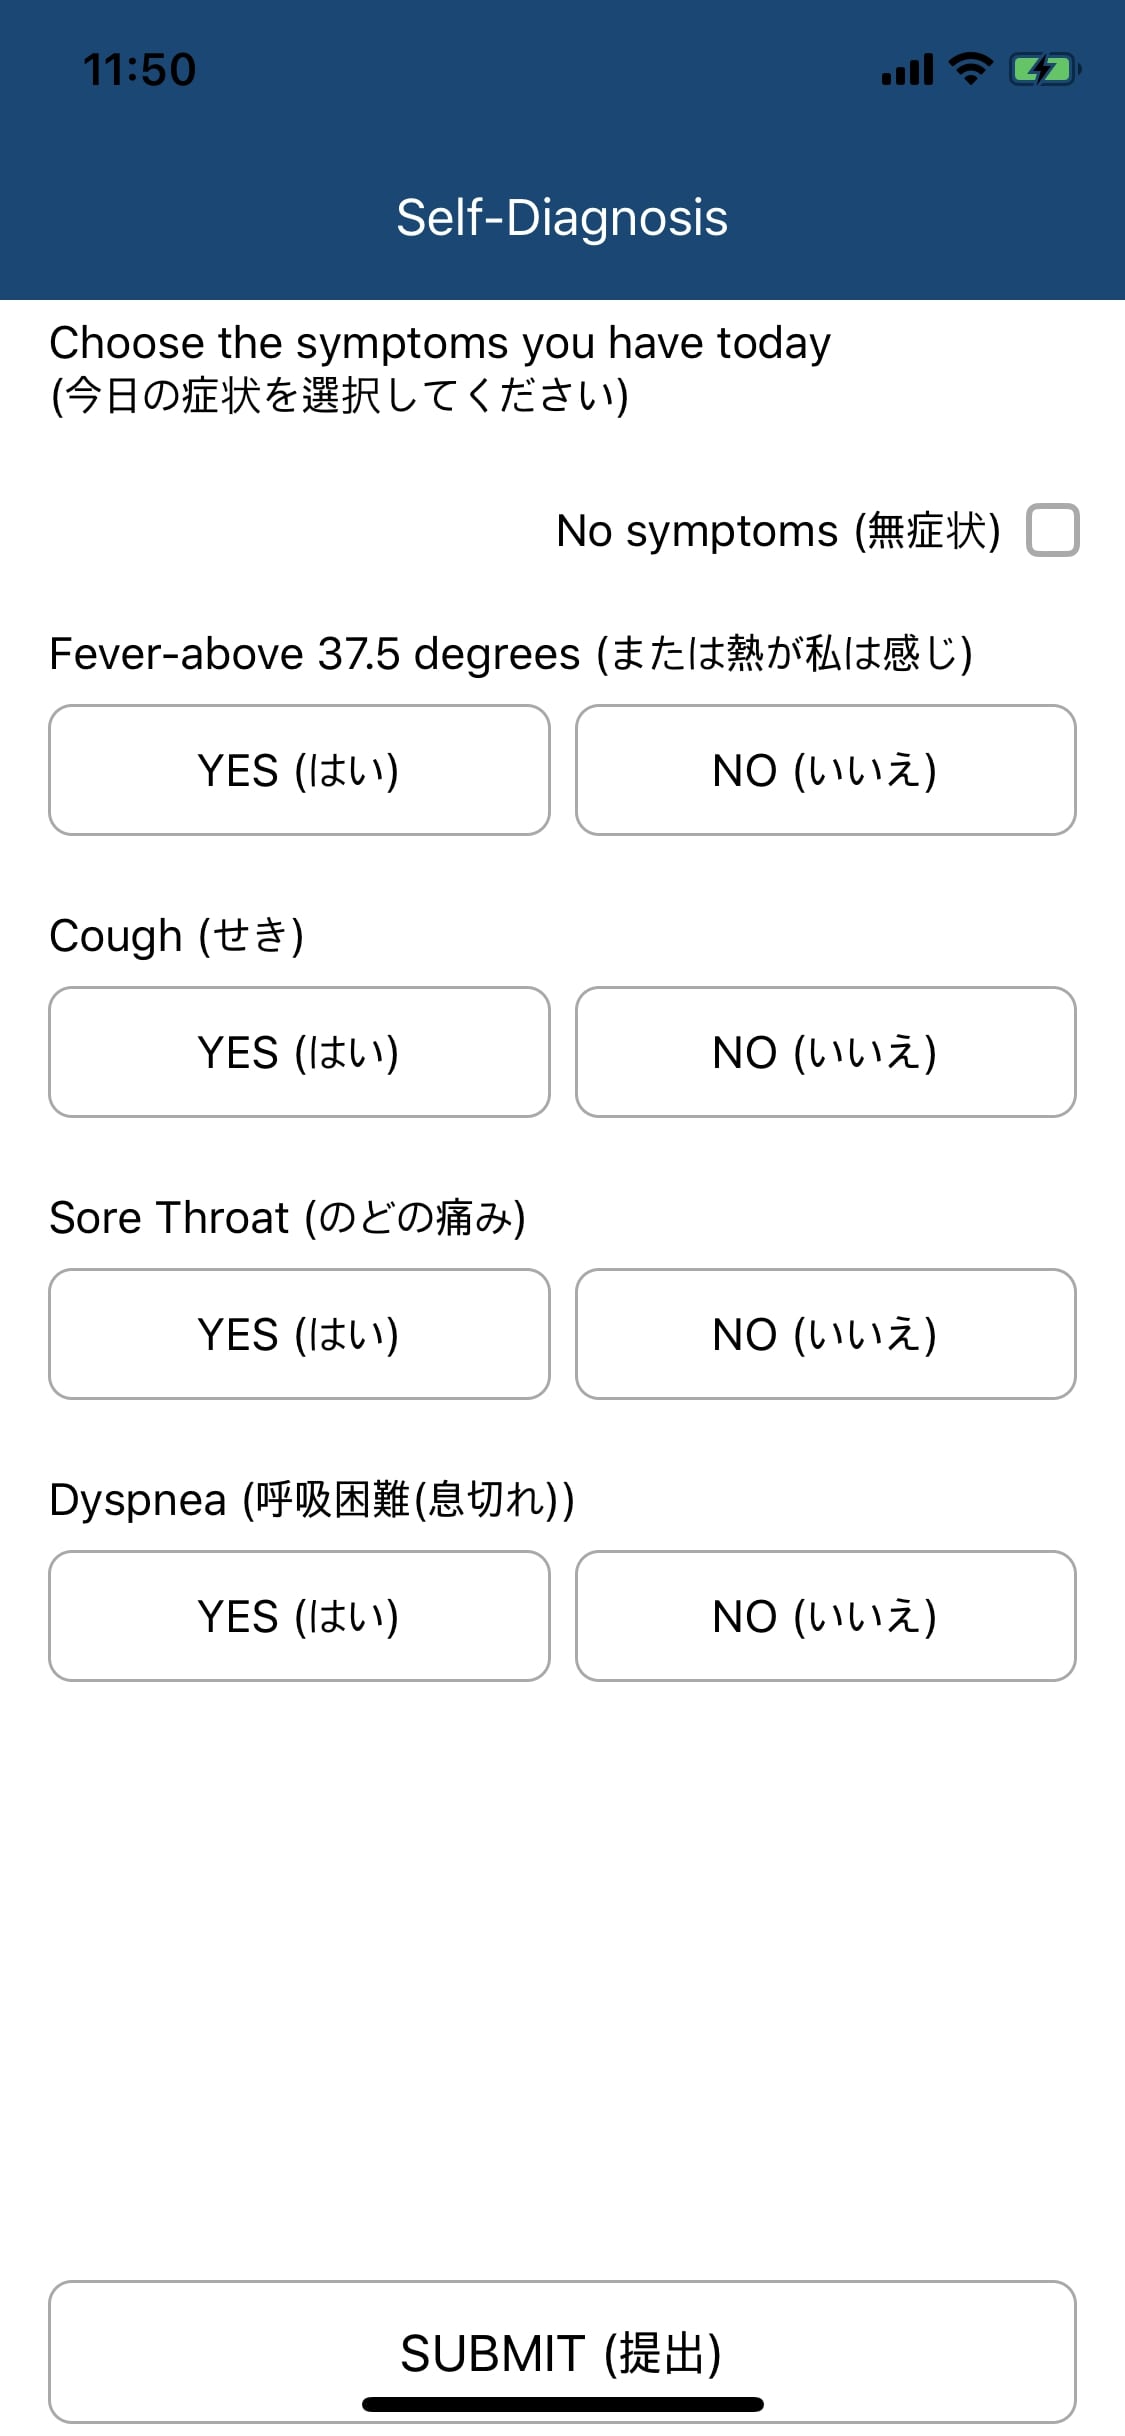 11:50
Self-Diagnosis
Choose the symptoms you have today
(今日の症状を選択してください)
No symptoms (無症状)
Fever-above 37.5 degrees (または熱が私は感じ)
YES (はい) NO (いいえ)
Cough (せき)
YES (はい) NO (いいえ)
Sore Throat (のどの痛み)
YES (はい) NO (いいえ)
Dyspnea (呼吸困難(息切れ))
YES (はい) NO (いいえ)
SUBMIT (提出)